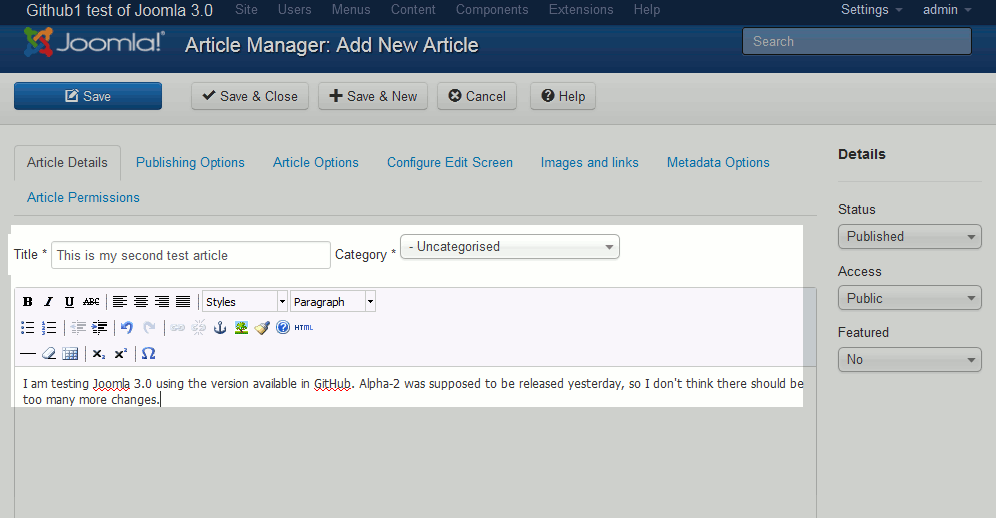 Github1 test of Joomla 3.0 Site Users Menus Content Components Extensions Help Settings admin
Joomla!® Article Manager: Add New Article Search
Save Save & Close Save & New Cancel Help
Article Details Publishing Options Article Options Configure Edit Screen Images and links Metadata Options
Article Permissions
Details
Status
Published
Access
Public
Featured
No
Title * This is my second test article Category * - Uncategorised
B I U ABC Styles Paragraph
HTML
x₂ x² Ω
I am testing Joomla 3.0 using the version available in GitHub. Alpha-2 was supposed to be released yesterday, so I don't think there should be
too many more changes.